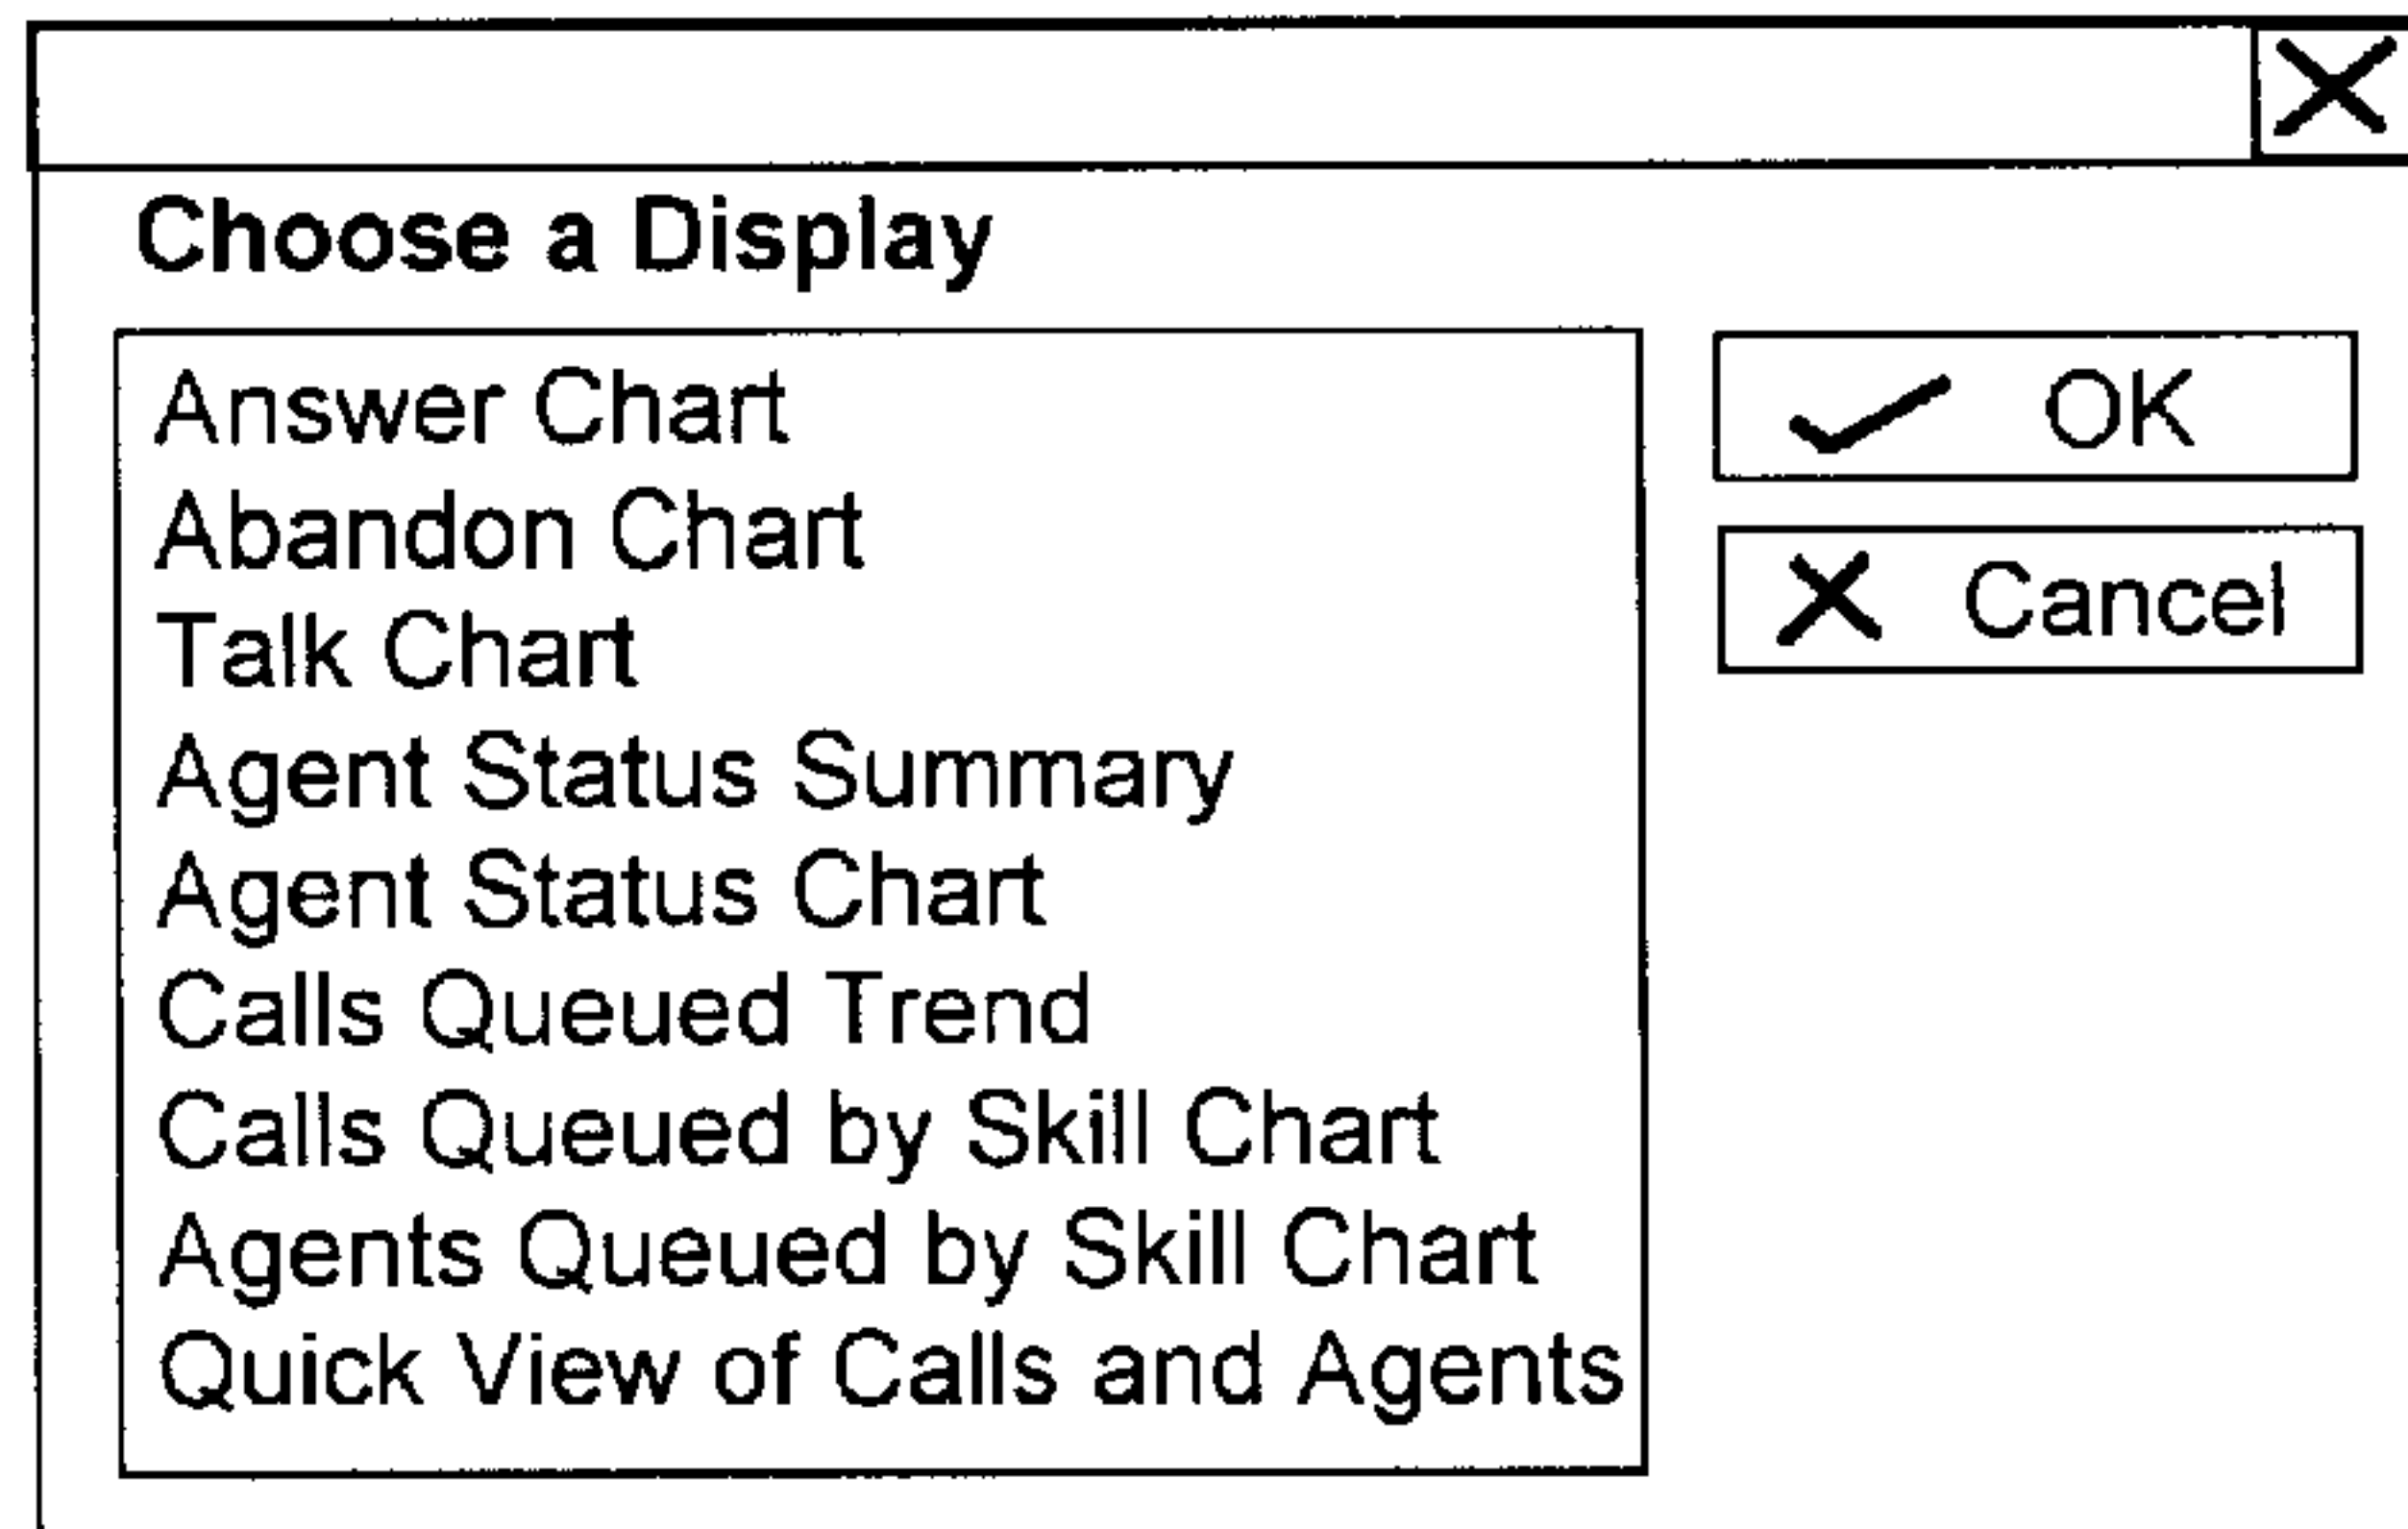 Choose a Display
Answer Chart
Abandon Chart
Talk Chart
Agent Status Summary
Agent Status Chart
Calls Queued Trend
Calls Queued by Skill Chart
Agents Queued by Skill Chart
Quick View of Calls and Agents
OK
Cancel